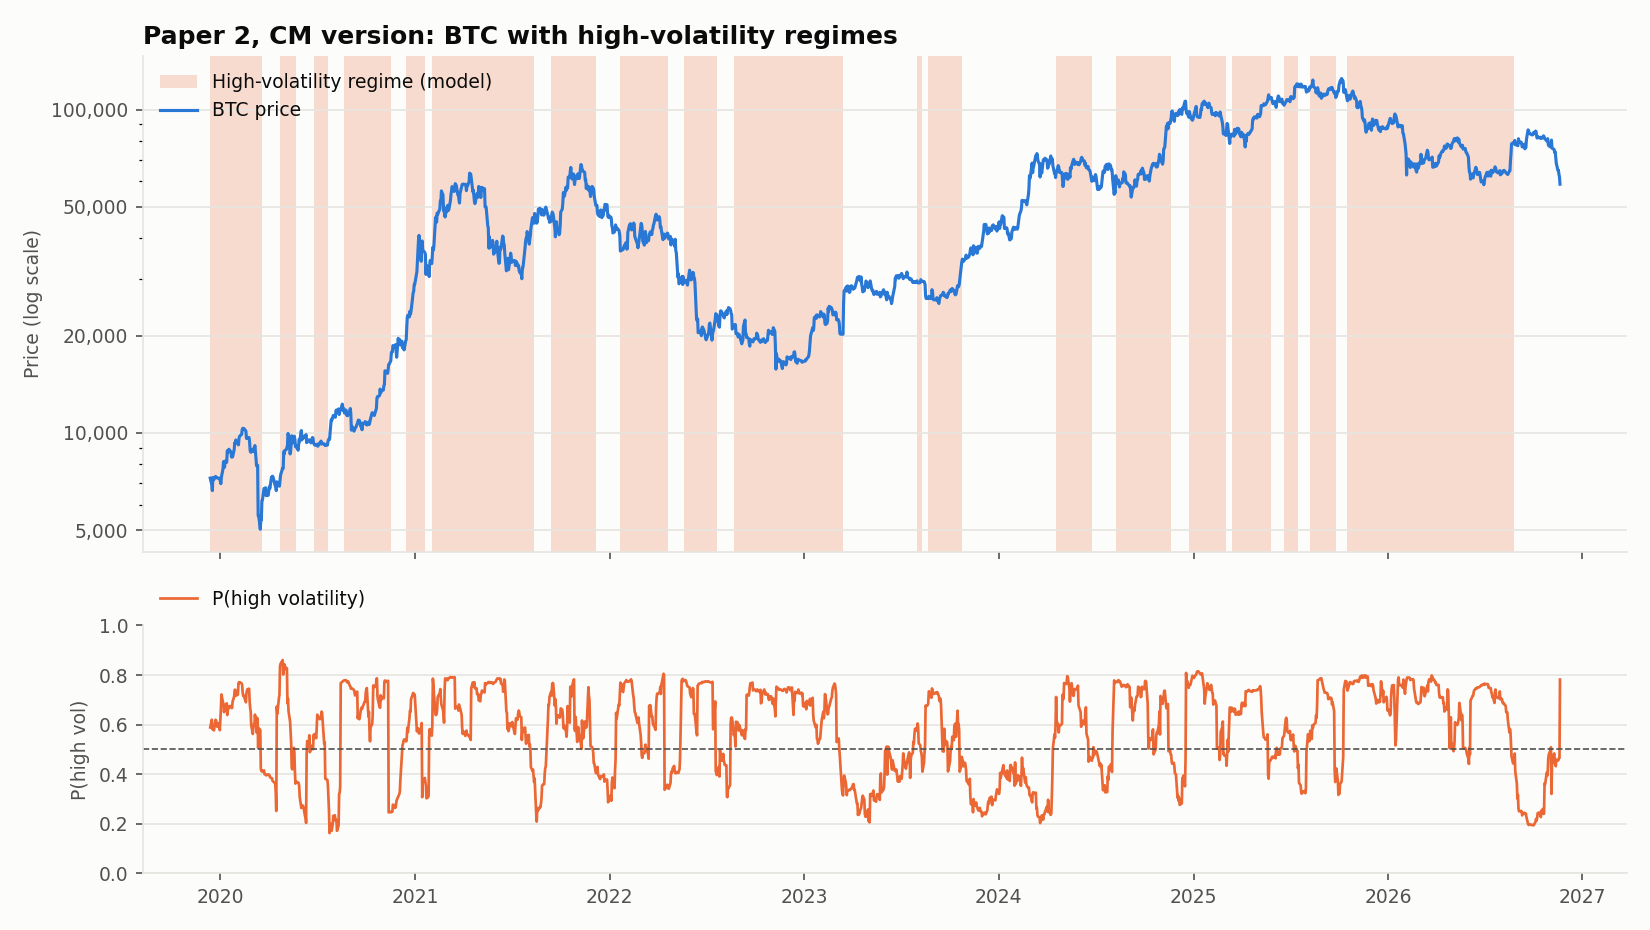 Paper 2, CM version: BTC with high-volatility regimes
High-volatility regime (model)
BTC price
100,000
50,000
20,000
10,000
5,000
Price (log scale)
P(high volatility)
1.0
0.8
0.6
0.4
0.2
0.0
P(high vol)
2020 2021 2022 2023 2024 2025 2026 2027